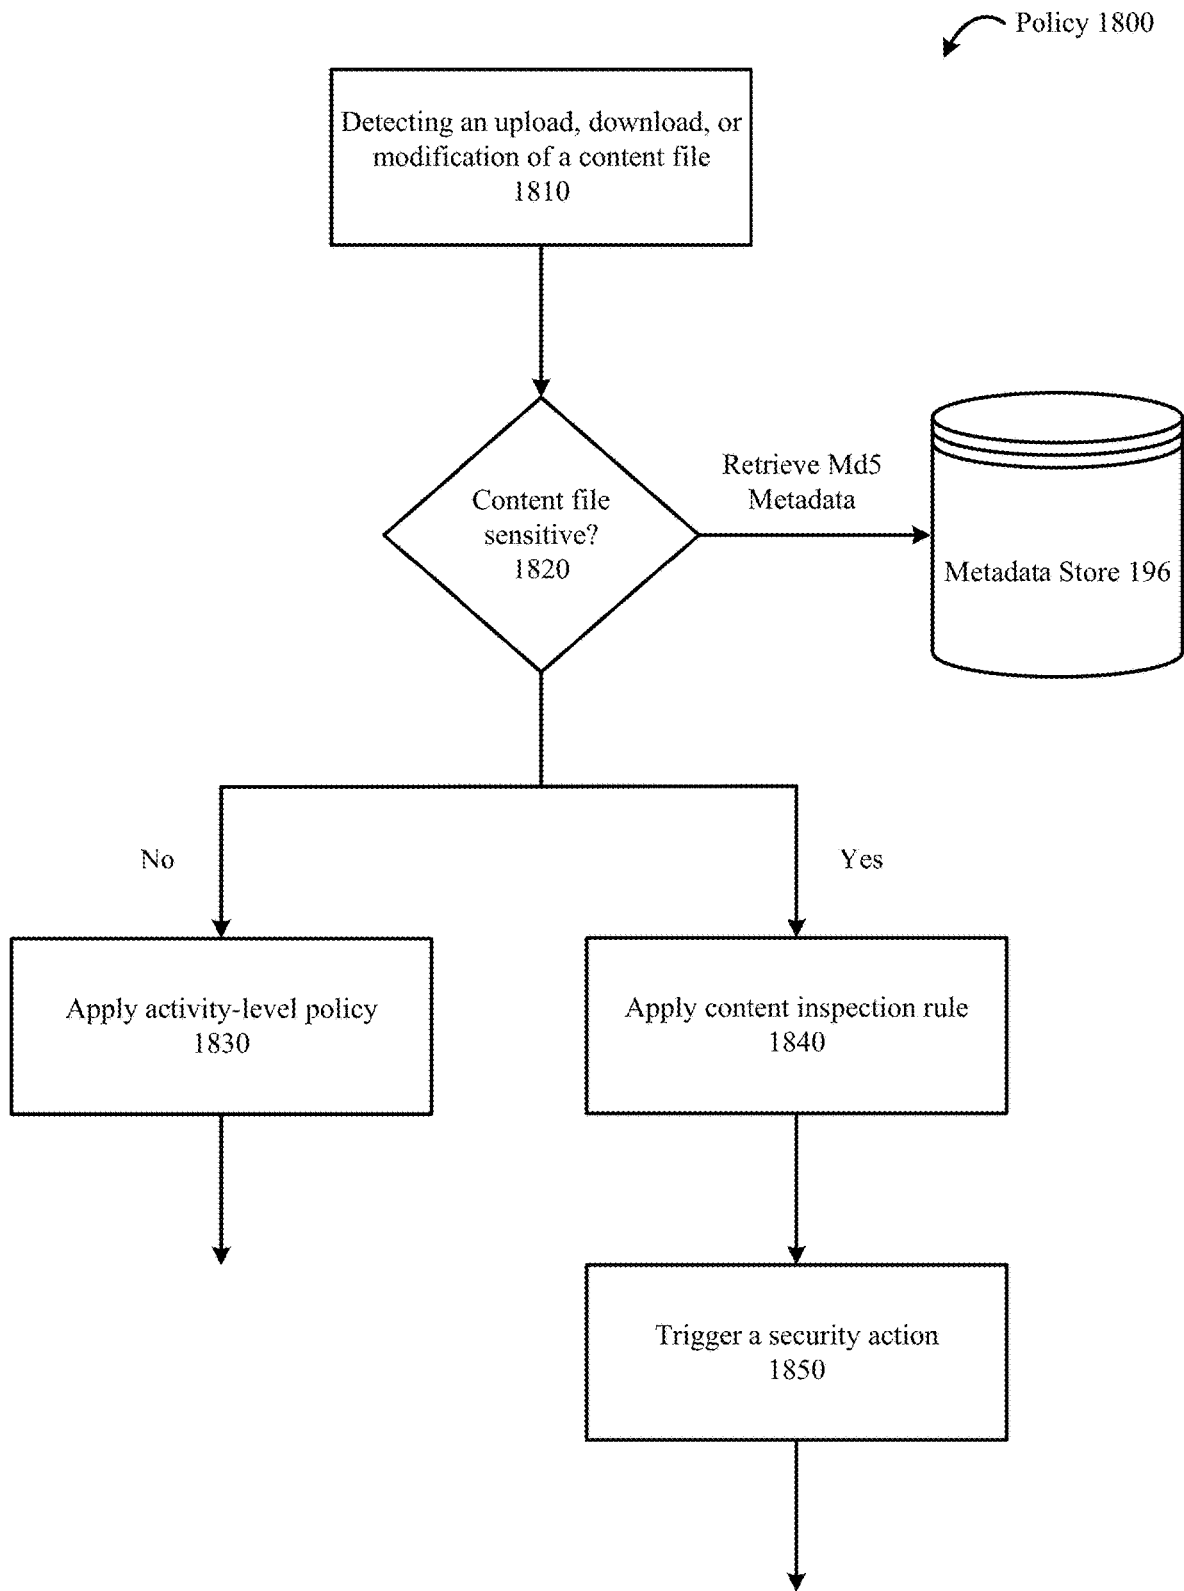 Policy 1800
Detecting an upload, download, or
modification of a content file
1810
Content file
sensitive?
1820
Retrieve Md5
Metadata
Metadata Store 196
No
Yes
Apply activity-level policy
1830
Apply content inspection rule
1840
Trigger a security action
1850